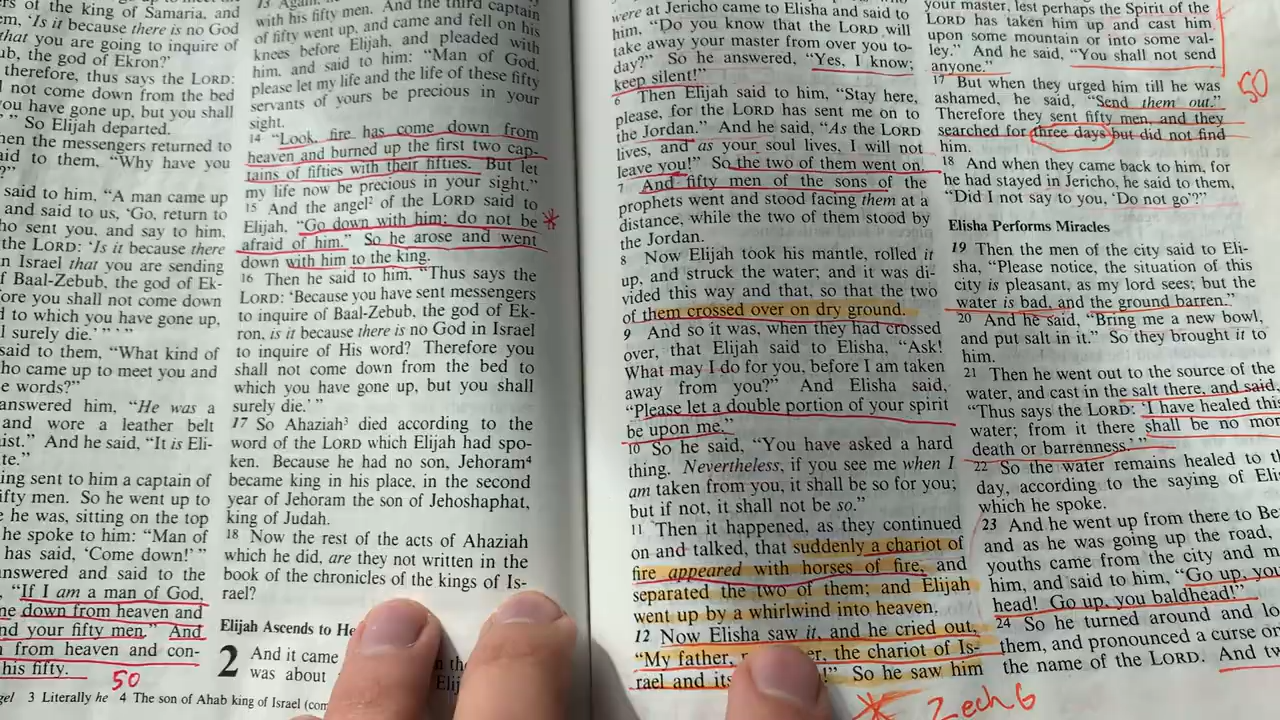 ers of the king of Samaria, and
'Is it because there is no God
that you are going to inquire of
ub, the god of Ekron?'
therefore, thus says the LORD:
l not come down from the bed
you have gone up, but you shall
." So Elijah departed.
hen the messengers returned to
aid to them, "Why have you
?"
said to him, "A man came up
and said to us, 'Go, return to
ho sent you, and say to him,
the LORD: 'Is it because there
n Israel that you are sending
f Baal-Zebub, the god of Ek-
ore you shall not come down
d to which you have gone up,
l surely die.' " ' "
said to them, "What kind of
ho came up to meet you and
e words?"
answered him, "He was a
and wore a leather belt
ist." And he said, "It is Eli-
te."
ing sent to him a captain of
ifty men. So he went up to
e he was, sitting on the top
he spoke to him: "Man of
has said, 'Come down!' "
answered and said to the
, "If I am a man of God,
ne down from heaven and
nd your fifty men." And
n from heaven and con-
his fifty.
50
gel 3 Literally he 4 The son of Ahab king of Israel (com
13 Again, he
with his fifty men. And the third captain
of fifty went up, and came and fell on his
knees before Elijah, and pleaded with
him, and said to him: "Man of God,
please let my life and the life of these fifty
servants of yours be precious in your
sight.
14 "Look, fire has come down from
heaven and burned up the first two cap-
tains of fifties with their fifties. But let
my life now be precious in your sight."
15 And the angel² of the LORD said to
Elijah, "Go down with him; do not be
afraid of him." So he arose and went
down with him to the king.
16 Then he said to him, "Thus says the
LORD: 'Because you have sent messengers
to inquire of Baal-Zebub, the god of Ek-
ron, is it because there is no God in Israel
to inquire of His word? Therefore you
shall not come down from the bed to
which you have gone up, but you shall
surely die.' "
17 So Ahaziah³ died according to the
word of the LORD which Elijah had spo-
ken. Because he had no son, Jehoram⁴
became king in his place, in the second
year of Jehoram the son of Jehoshaphat,
king of Judah.
18 Now the rest of the acts of Ahaziah
which he did, are they not written in the
book of the chronicles of the kings of Is-
rael?
Elijah Ascends to He
2 And it came
was about Elij
were at Jericho came to Elisha and said to
him, "Do you know that the LORD will
take away your master from over you to-
day?" So he answered, "Yes, I know;
keep silent!"
6 Then Elijah said to him, "Stay here,
please, for the LORD has sent me on to
the Jordan." And he said, "As the LORD
lives, and as your soul lives, I will not
leave you!" So the two of them went on.
7 And fifty men of the sons of the
prophets went and stood facing them at a
distance, while the two of them stood by
the Jordan.
8 Now Elijah took his mantle, rolled it
up, and struck the water; and it was di-
vided this way and that, so that the two
of them crossed over on dry ground.
9 And so it was, when they had crossed
over, that Elijah said to Elisha, "Ask!
What may I do for you, before I am taken
away from you?" And Elisha said,
"Please let a double portion of your spirit
be upon me."
10 So he said, "You have asked a hard
thing. Nevertheless, if you see me when I
am taken from you, it shall be so for you;
but if not, it shall not be so."
11 Then it happened, as they continued
on and talked, that suddenly a chariot of
fire appeared with horses of fire, and
separated the two of them; and Elijah
went up by a whirlwind into heaven.
12 Now Elisha saw it, and he cried out,
"My father, the chariot of Is-
rael and its !" So he saw him
your master, lest perhaps the Spirit of the
LORD has taken him up and cast him
upon some mountain or into some val-
ley." And he said, "You shall not send
anyone."
17 But when they urged him till he was
ashamed, he said, "Send them out."
Therefore they sent fifty men, and they
searched for three days but did not find
him.
50
18 And when they came back to him, for
he had stayed in Jericho, he said to them,
"Did I not say to you, 'Do not go'?"
Elisha Performs Miracles
19 Then the men of the city said to Eli-
sha, "Please notice, the situation of this
city is pleasant, as my lord sees; but the
water is bad, and the ground barren."
20 And he said, "Bring me a new bowl,
and put salt in it." So they brought it to
him.
21 Then he went out to the source of the
water, and cast in the salt there, and said,
"Thus says the LORD: 'I have healed this
water; from it there shall be no mor
death or barrenness.' "
22 So the water remains healed to th
day, according to the saying of Eli
which he spoke.
23 And he went up from there to Be
and as he was going up the road,
youths came from the city and m
him, and said to him, "Go up, you
head! Go up, you baldhead!"
24 So he turned around and lo
them, and pronounced a curse on
the name of the LORD. And tw
Zech 6